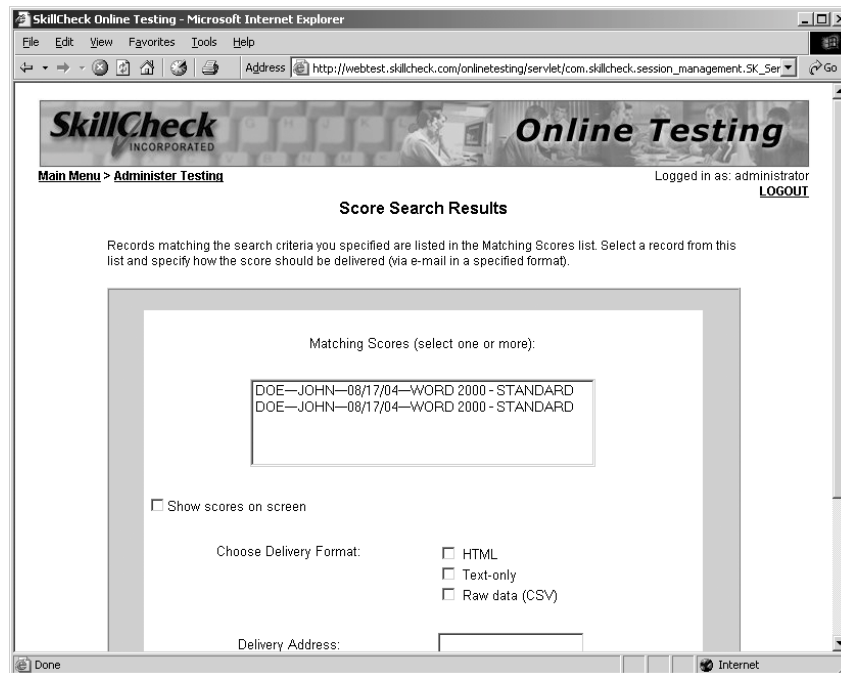 SkillCheck Online Testing - Microsoft Internet Explorer
File Edit View Favorites Tools Help
Address http://webtest.skillcheck.com/onlinetesting/servlet/com.skillcheck.session_management.SK_Ser Go
SkillCheck
INCORPORATED
Online Testing
Main Menu > Administer Testing
Logged in as: administrator
LOGOUT
Score Search Results
Records matching the search criteria you specified are listed in the Matching Scores list. Select a record from this
list and specify how the score should be delivered (via e-mail in a specified format).
Matching Scores (select one or more):
DOE—JOHN—08/17/04—WORD 2000 - STANDARD
DOE—JOHN—08/17/04—WORD 2000 - STANDARD
Show scores on screen
Choose Delivery Format:
HTML
Text-only
Raw data (CSV)
Delivery Address:
Done
Internet